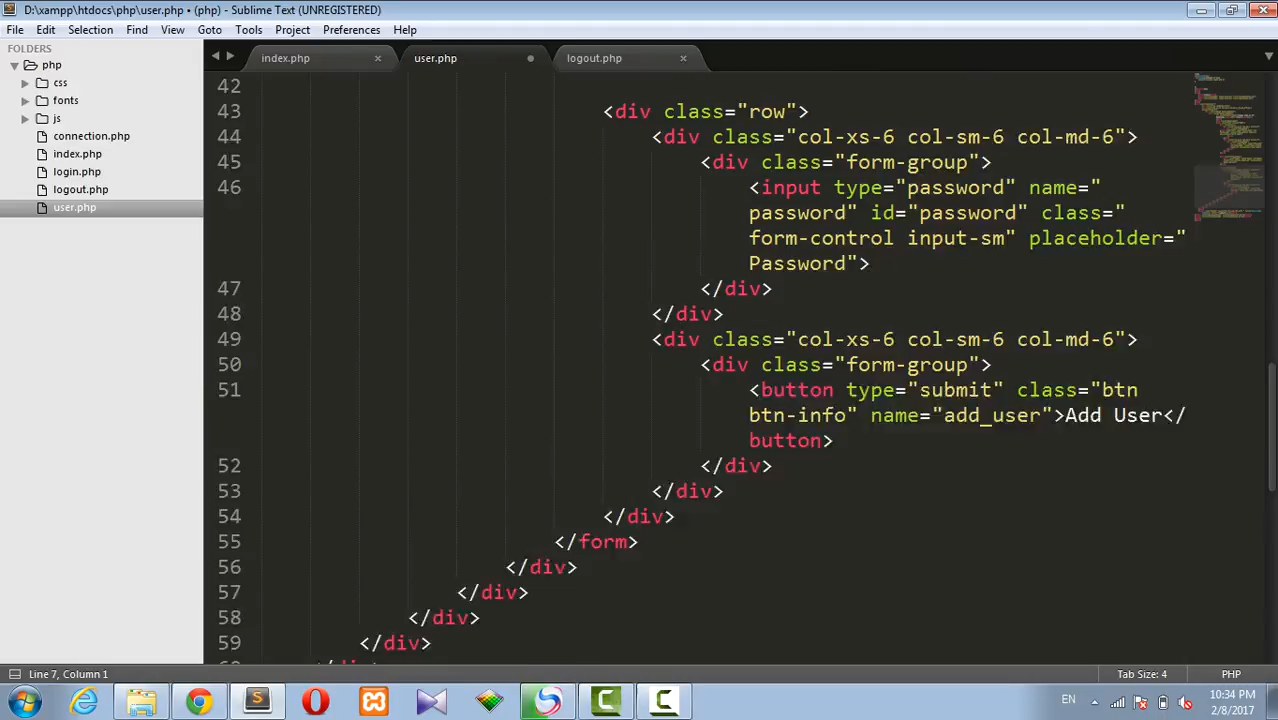 D:\xampp\htdocs\php\user.php • (php) - Sublime Text (UNREGISTERED)
File Edit Selection Find View Goto Tools Project Preferences Help
FOLDERS
php
css
fonts
js
connection.php
index.php
login.php
logout.php
user.php
index.php × user.php logout.php ×
42
43 <div class="row">
44 <div class="col-xs-6 col-sm-6 col-md-6">
45 <div class="form-group">
46 <input type="password" name="
password" id="password" class="
form-control input-sm" placeholder="
Password">
47 </div>
48 </div>
49 <div class="col-xs-6 col-sm-6 col-md-6">
50 <div class="form-group">
51 <button type="submit" class="btn
btn-info" name="add_user">Add User</
button>
52 </div>
53 </div>
54 </div>
55 </form>
56 </div>
57 </div>
58 </div>
59 </div>
Line 7, Column 1 Tab Size: 4 PHP
EN 10:34 PM
2/8/2017